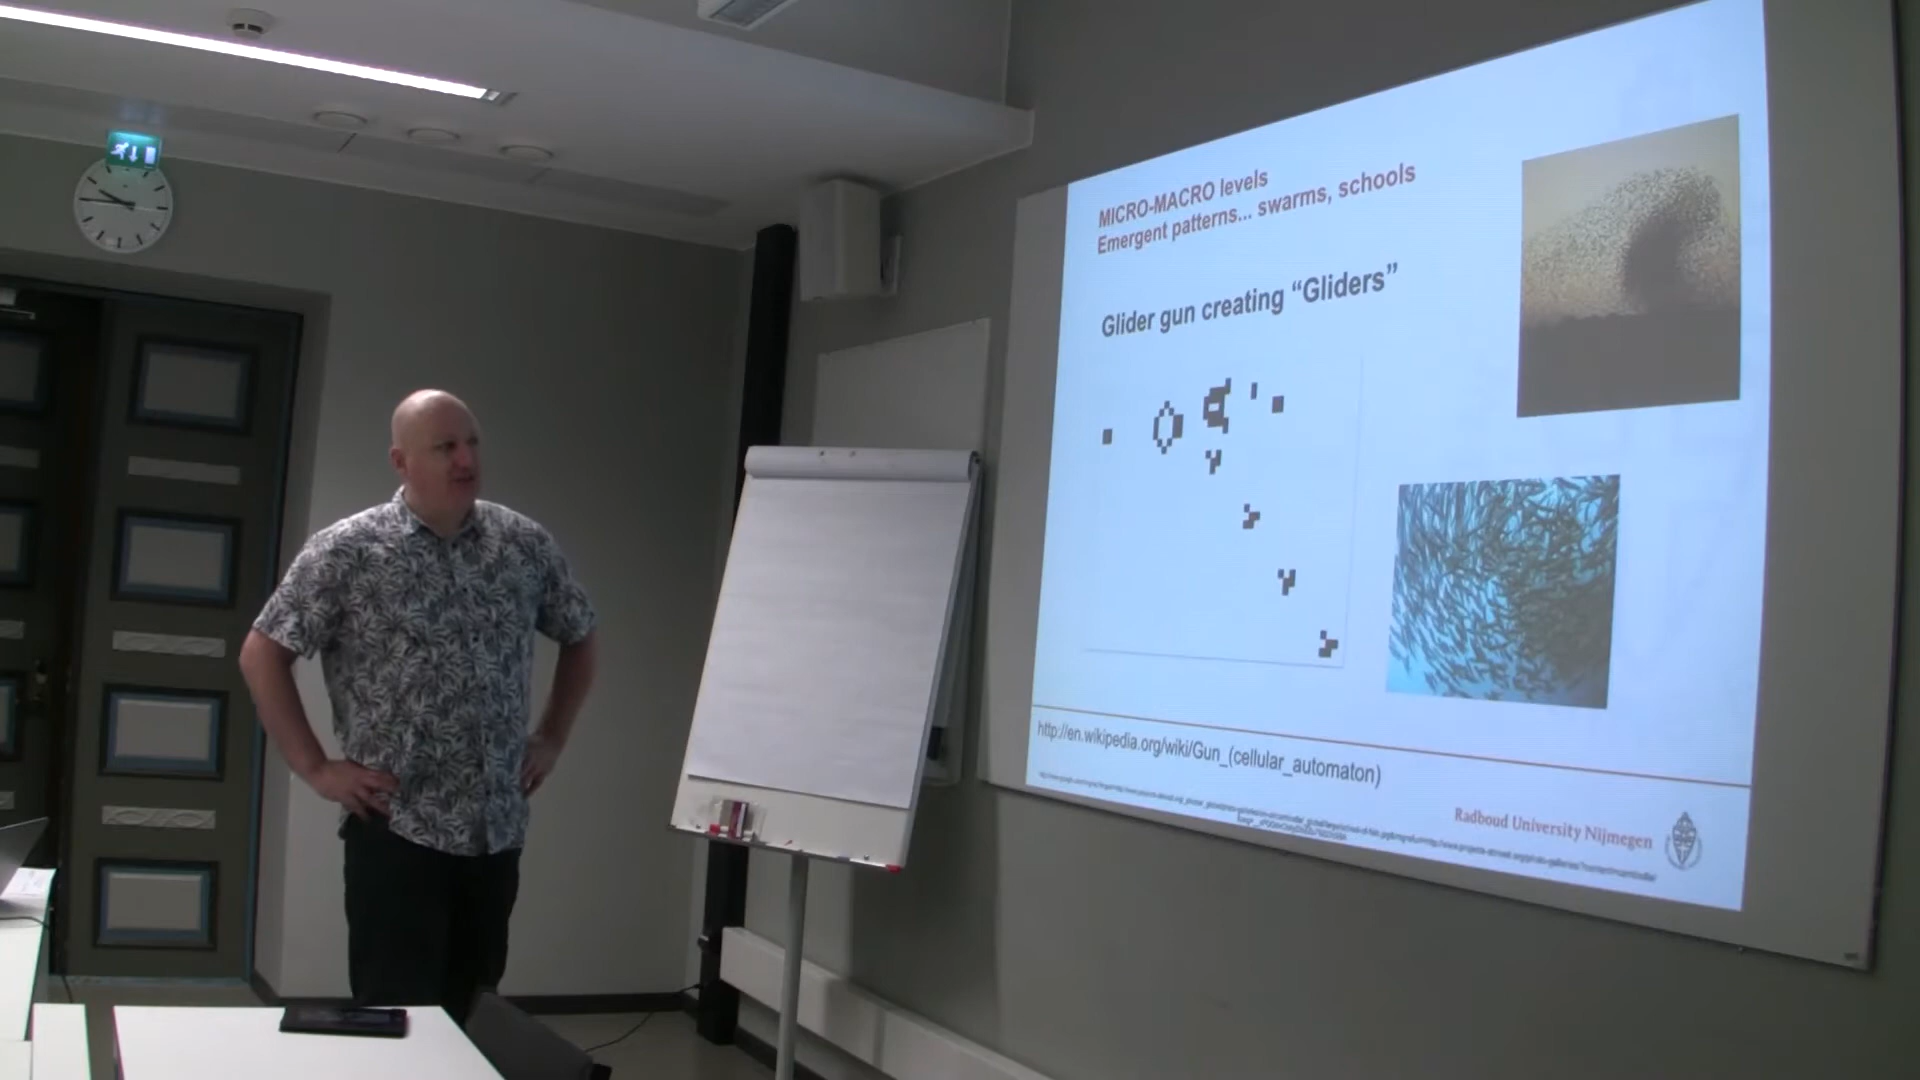 MICRO-MACRO levels
Emergent patterns... swarms, schools
Glider gun creating “Gliders”
http://en.wikipedia.org/wiki/Gun_(cellular_automaton)
Radboud University Nijmegen